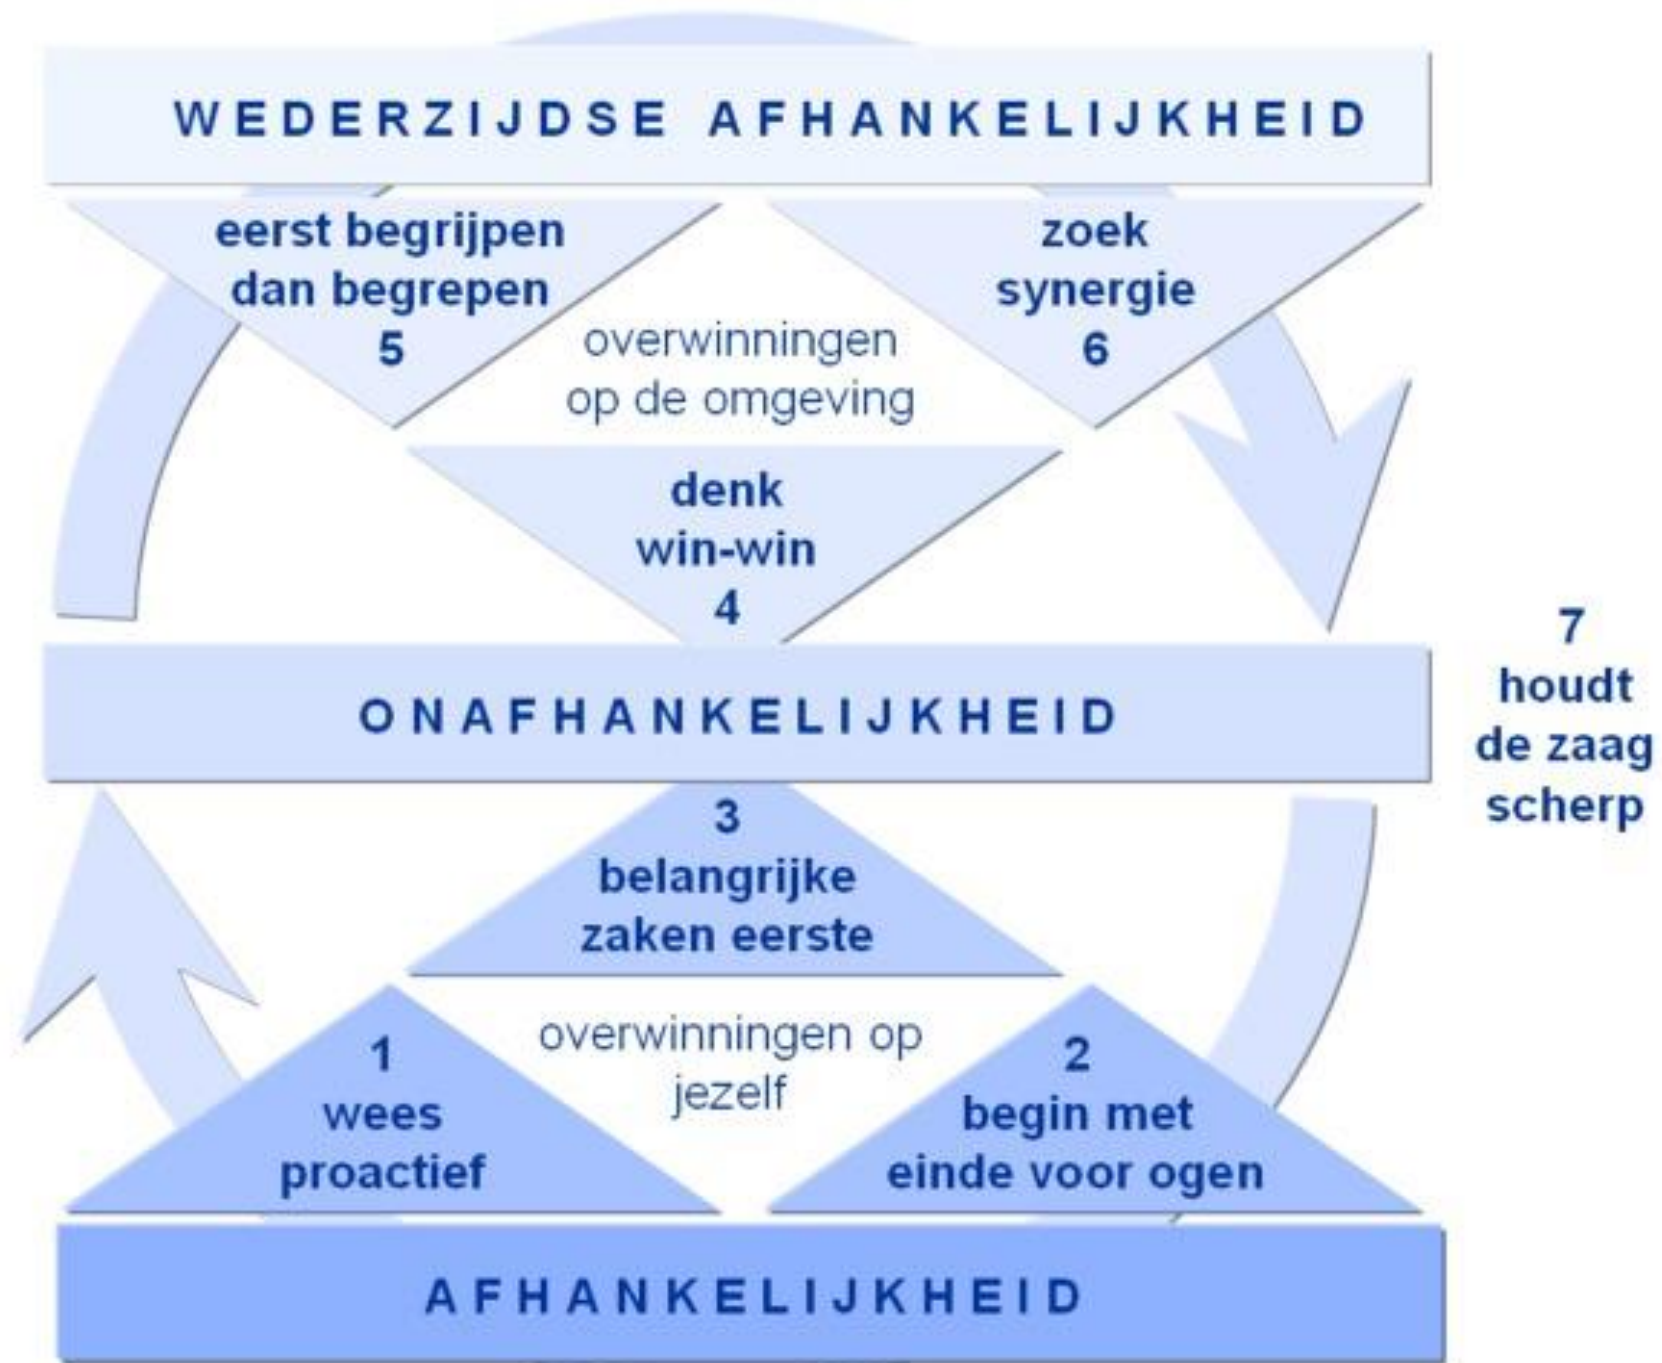 WEDERZIJDSE AFHANKELIJKHEID
eerst begrijpen
dan begrepen
5
zoek
synergie
6
overwinningen
op de omgeving
denk
win-win
4
ONAFHANKELIJKHEID
7
houdt
de zaag
scherp
3
belangrijke
zaken eerste
1
wees
proactief
overwinningen op
jezelf
2
begin met
einde voor ogen
AFHANKELIJKHEID